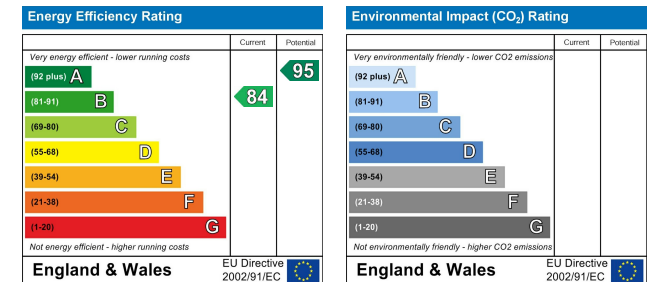 Energy Efficiency Rating
Current Potential
Very energy efficient - lower running costs
(92 plus) A
95
(81-91) B
84
(69-80) C
(55-68) D
(39-54) E
(21-38) F
(1-20) G
Not energy efficient - higher running costs
England & Wales
EU Directive
2002/91/EC
Environmental Impact (CO₂) Rating
Current Potential
Very environmentally friendly - lower CO2 emissions
(92 plus) A
(81-91) B
(69-80) C
(55-68) D
(39-54) E
(21-38) F
(1-20) G
Not environmentally friendly - higher CO2 emissions
England & Wales
EU Directive
2002/91/EC